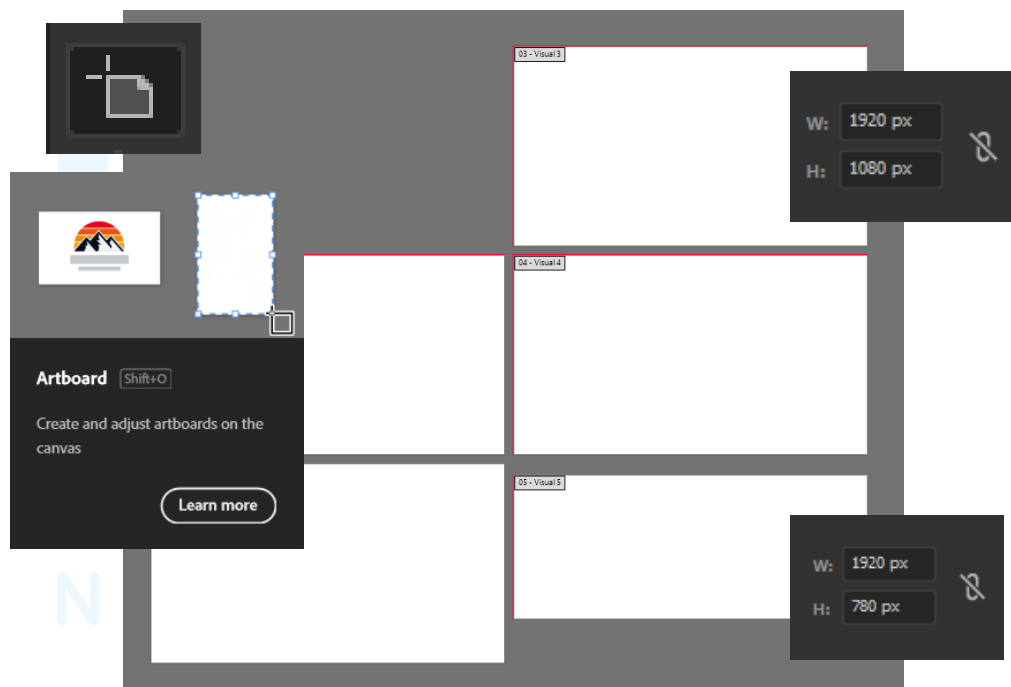 03 - Visual 3
W: 1920 px
H: 1080 px
04 - Visual 4
Artboard Shift+O
Create and adjust artboards on the
canvas
Learn more
05 - Visual 5
W: 1920 px
H: 780 px
N